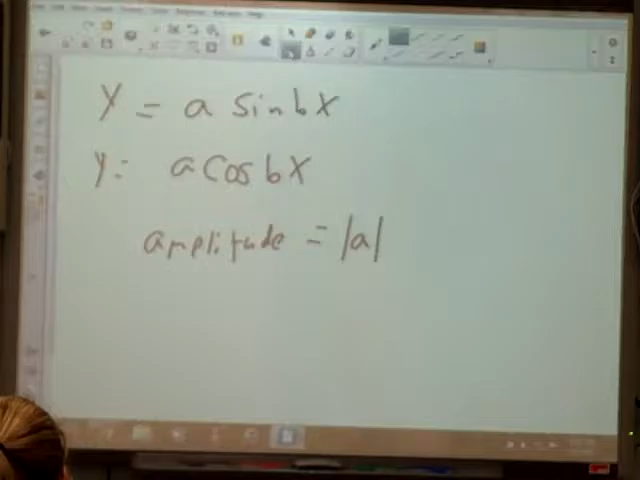 y = a sin bx
y = a cos bx
amplitude = |a|